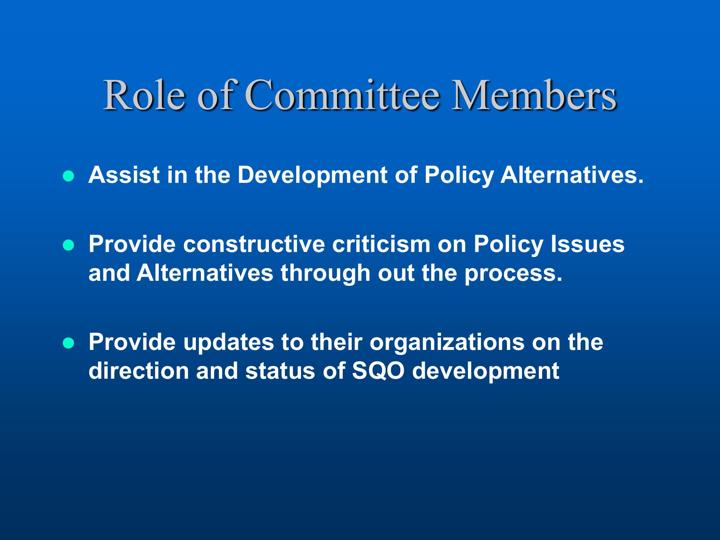 Role of Committee Members
Assist in the Development of Policy Alternatives.
Provide constructive criticism on Policy Issues
and Alternatives through out the process.
Provide updates to their organizations on the
direction and status of SQO development